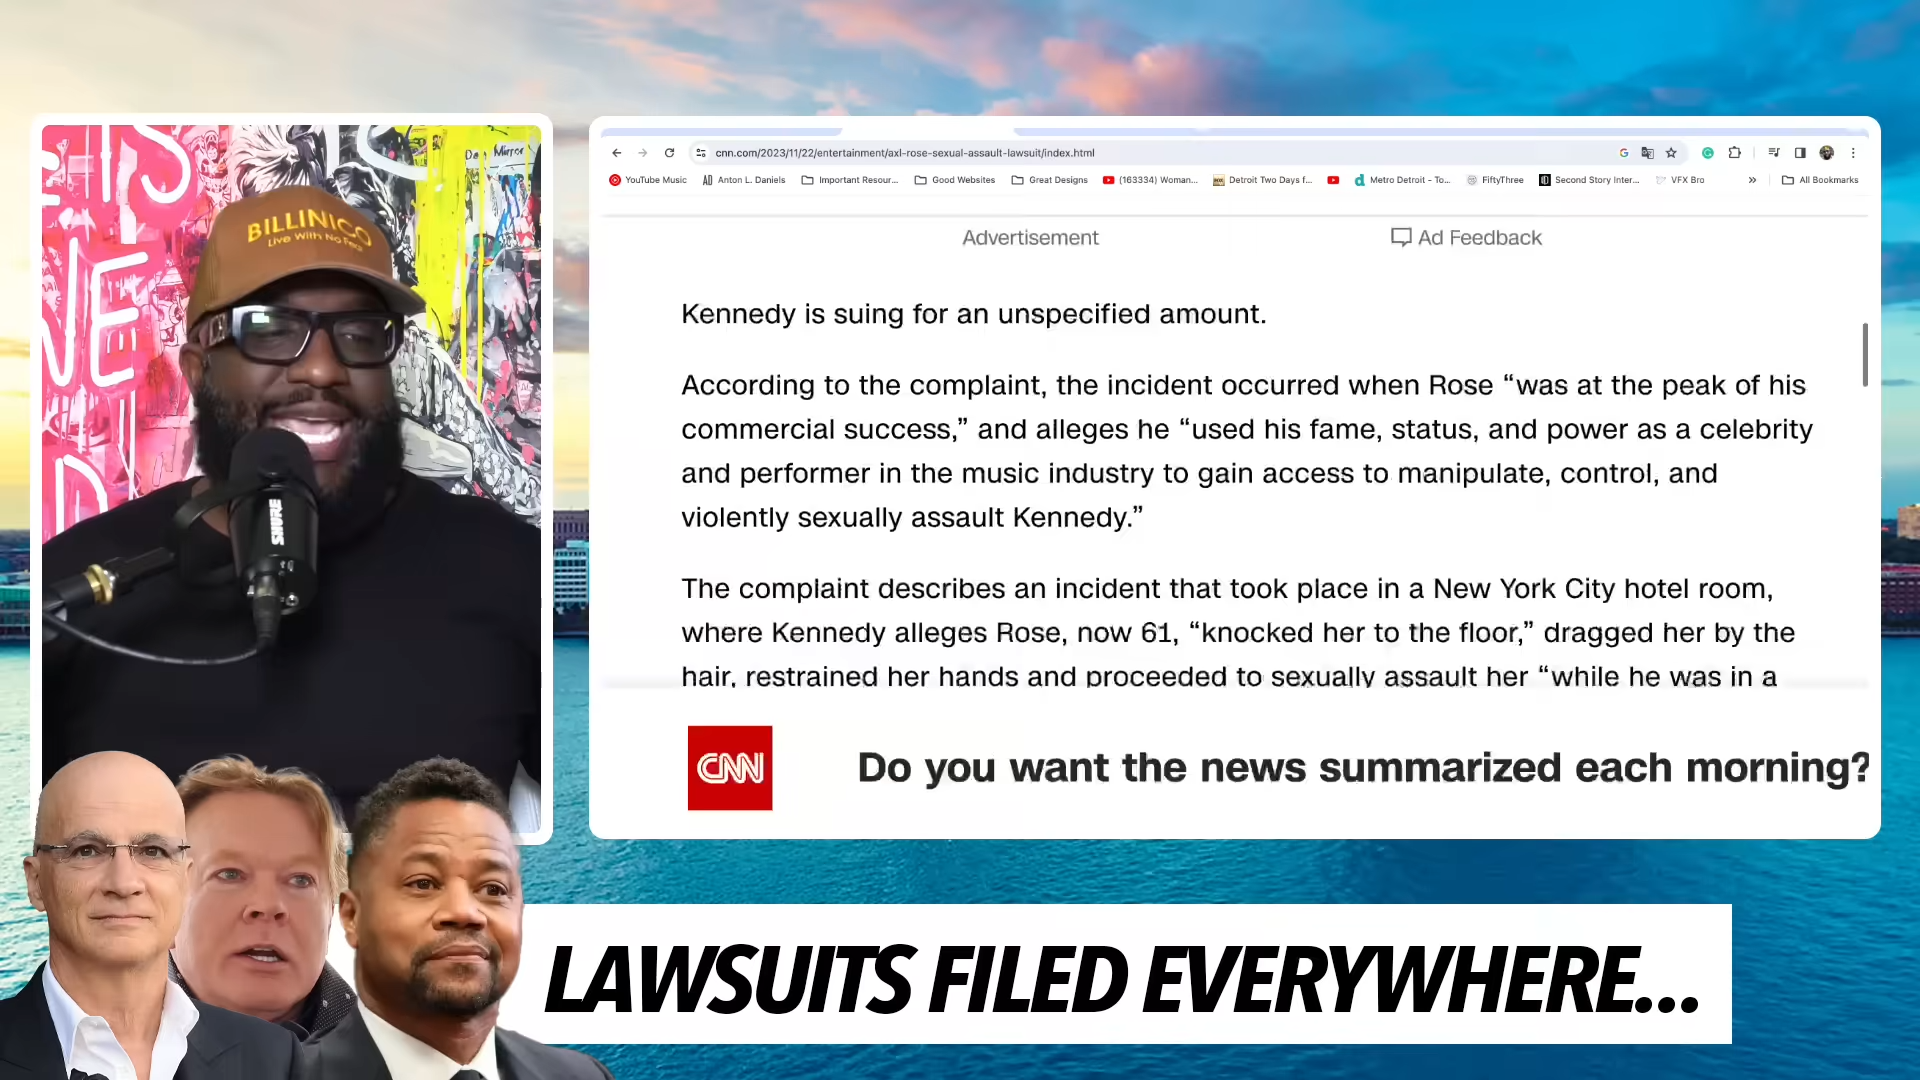 BILLINICO
Live With No Fear
SHURE
Daily Mirror
cnn.com/2023/11/22/entertainment/axl-rose-sexual-assault-lawsuit/index.html
YouTube Music
Anton L. Daniels
Important Resour...
Good Websites
Great Designs
(163334) Woman...
Detroit Two Days f...
Metro Detroit - To...
FiftyThree
Second Story Inter...
VFX Bro
All Bookmarks
Advertisement
Ad Feedback
Kennedy is suing for an unspecified amount.
According to the complaint, the incident occurred when Rose “was at the peak of his
commercial success,” and alleges he “used his fame, status, and power as a celebrity
and performer in the music industry to gain access to manipulate, control, and
violently sexually assault Kennedy.”
The complaint describes an incident that took place in a New York City hotel room,
where Kennedy alleges Rose, now 61, “knocked her to the floor,” dragged her by the
hair, restrained her hands and proceeded to sexually assault her “while he was in a
CNN
Do you want the news summarized each morning?
LAWSUITS FILED EVERYWHERE...